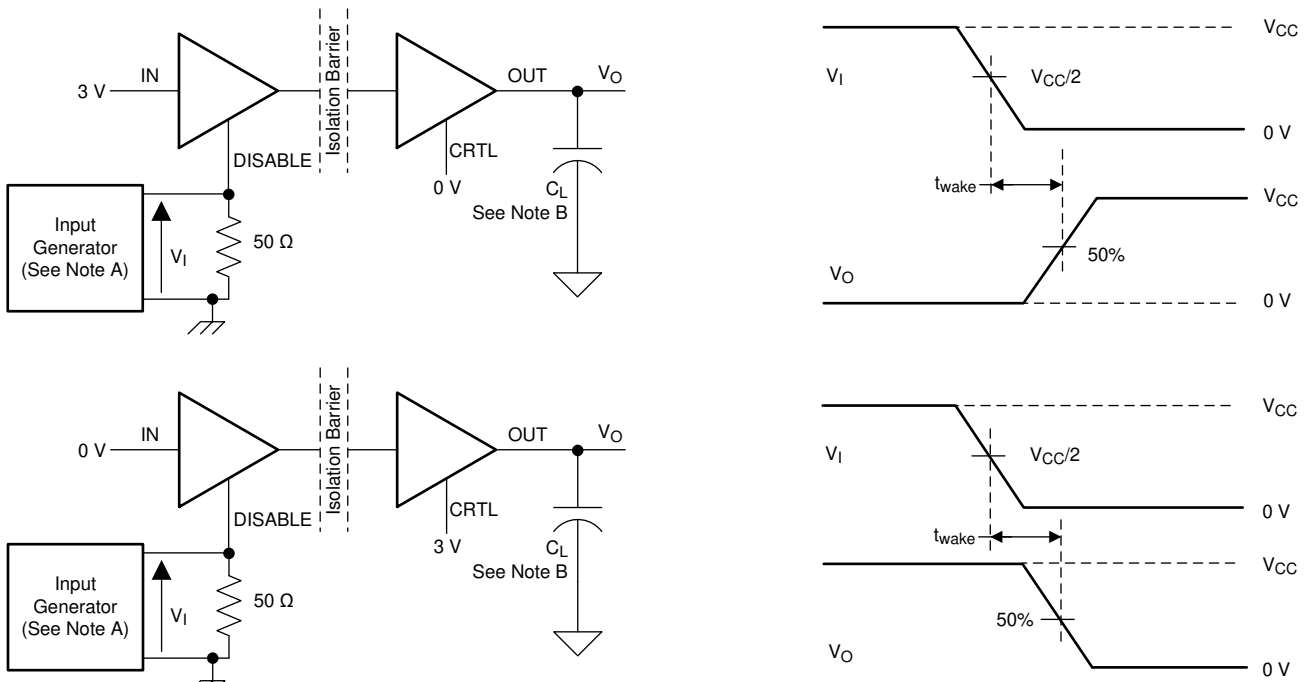 3 V
IN
Isolation Barrier
OUT
VO
DISABLE
CRTL
0 V
CL
See Note B
Input
Generator
(See Note A)
VI
50 Ω
VI
VCC
VCC/2
0 V
twake
VCC
50%
VO
0 V
0 V
IN
Isolation Barrier
OUT
VO
DISABLE
CRTL
3 V
CL
See Note B
Input
Generator
(See Note A)
VI
50 Ω
VCC
VI
VCC/2
0 V
twake
VCC
50%
VO
0 V